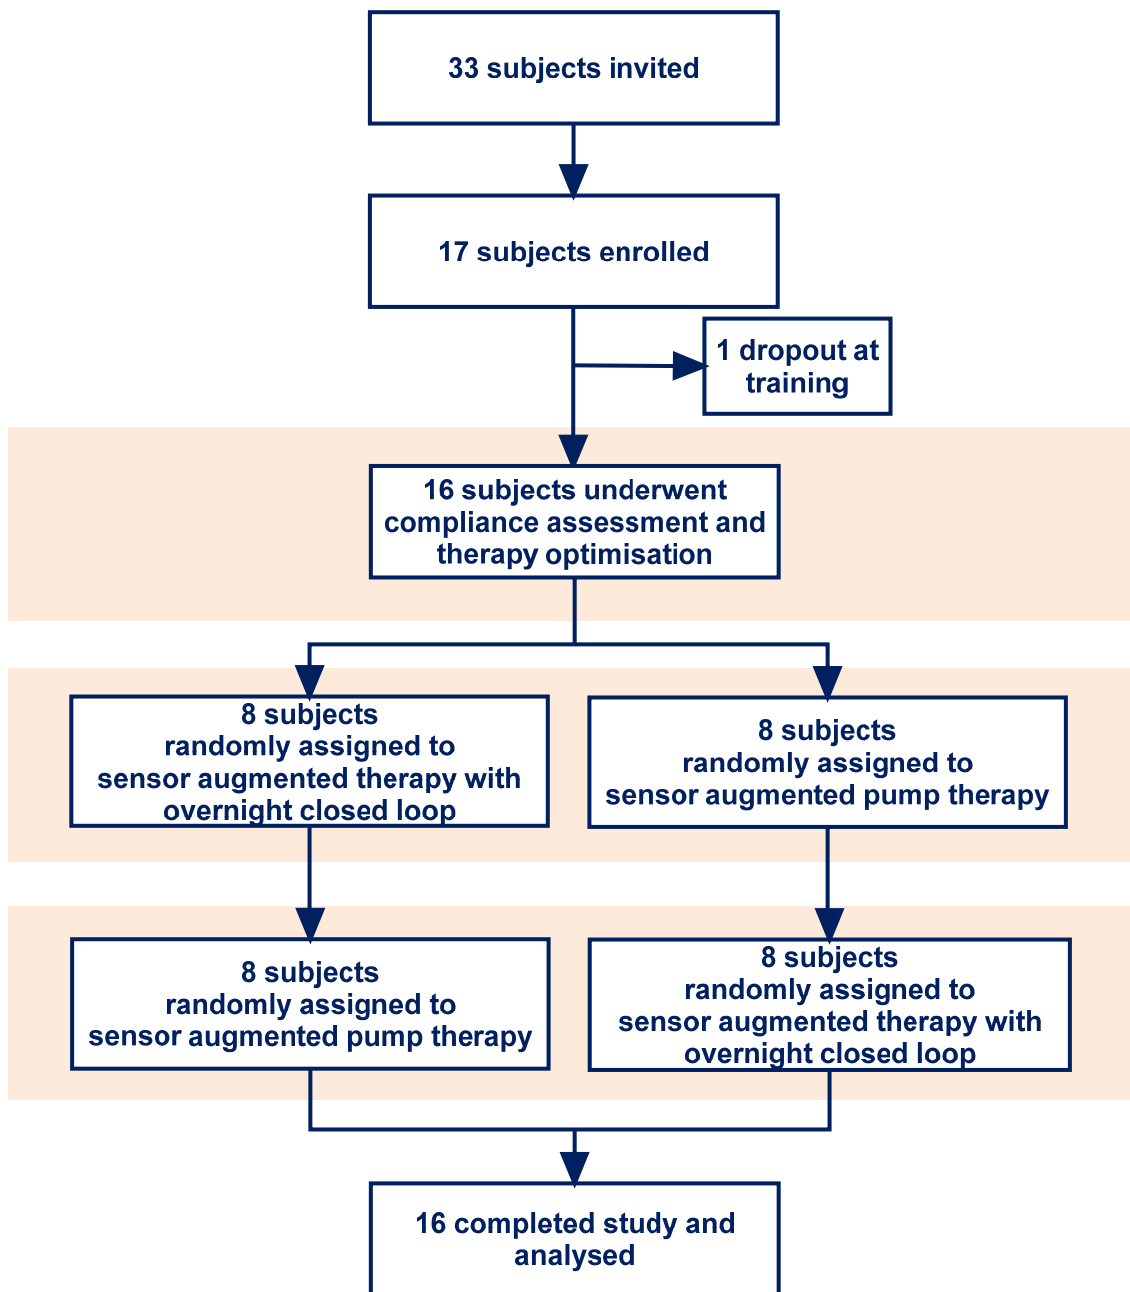 33 subjects invited
17 subjects enrolled
1 dropout at
training
16 subjects underwent
compliance assessment and
therapy optimisation
8 subjects
randomly assigned to
sensor augmented therapy with
overnight closed loop
8 subjects
randomly assigned to
sensor augmented pump therapy
8 subjects
randomly assigned to
sensor augmented pump therapy
8 subjects
randomly assigned to
sensor augmented therapy with
overnight closed loop
16 completed study and
analysed